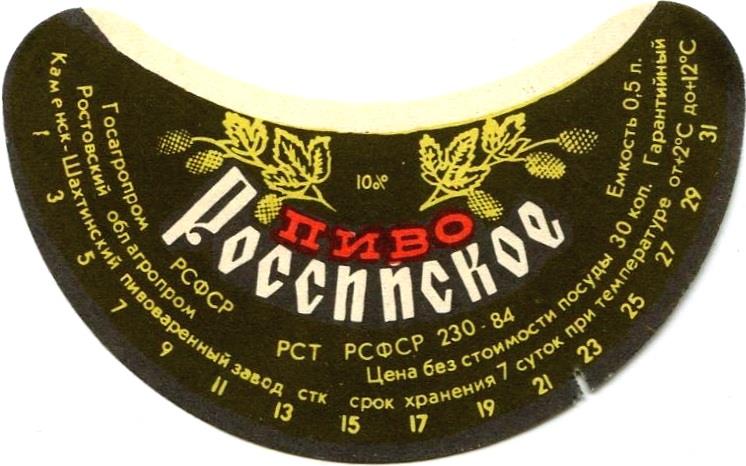 10%
ПИВО
Российское
Госагропром РСФСР
Ростовский облагропром
Каменск-Шахтинский пивоваренный завод стк
РСТ РСФСР 230-84
Емкость 0,5 л.
Цена без стоимости посуды 30 коп. Гарантийный
срок хранения 7 суток при температуре от+2°С до+12°С
1 3 5 7 9 11 13 15 17 19 21 23 25 27 29 31